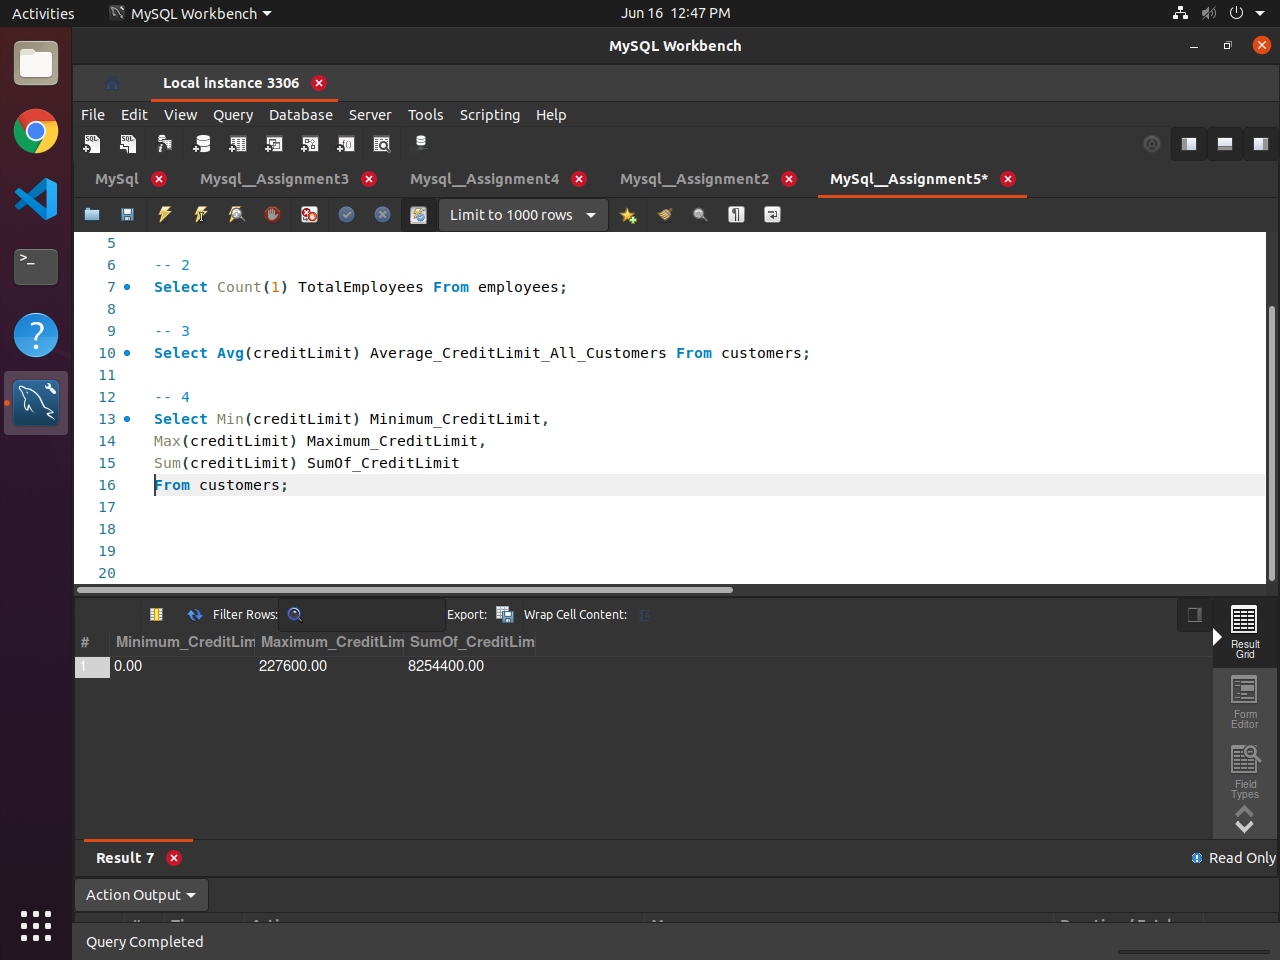 Activities
MySQL Workbench
Jun 16 12:47 PM
MySQL Workbench
Local instance 3306
File Edit View Query Database Server Tools Scripting Help
MySql
Mysql__Assignment3
Mysql__Assignment4
Mysql__Assignment2
MySql__Assignment5*
Limit to 1000 rows
5
6 -- 2
7 Select Count(1) TotalEmployees From employees;
8
9 -- 3
10 Select Avg(creditLimit) Average_CreditLimit_All_Customers From customers;
11
12 -- 4
13 Select Min(creditLimit) Minimum_CreditLimit,
14 Max(creditLimit) Maximum_CreditLimit,
15 Sum(creditLimit) SumOf_CreditLimit
16 From customers;
17
18
19
20
Filter Rows:
Export:
Wrap Cell Content:
# Minimum_CreditLim Maximum_CreditLim SumOf_CreditLim
1 0.00 227600.00 8254400.00
Result
Grid
Form
Editor
Field
Types
Result 7
Read Only
Action Output
Query Completed